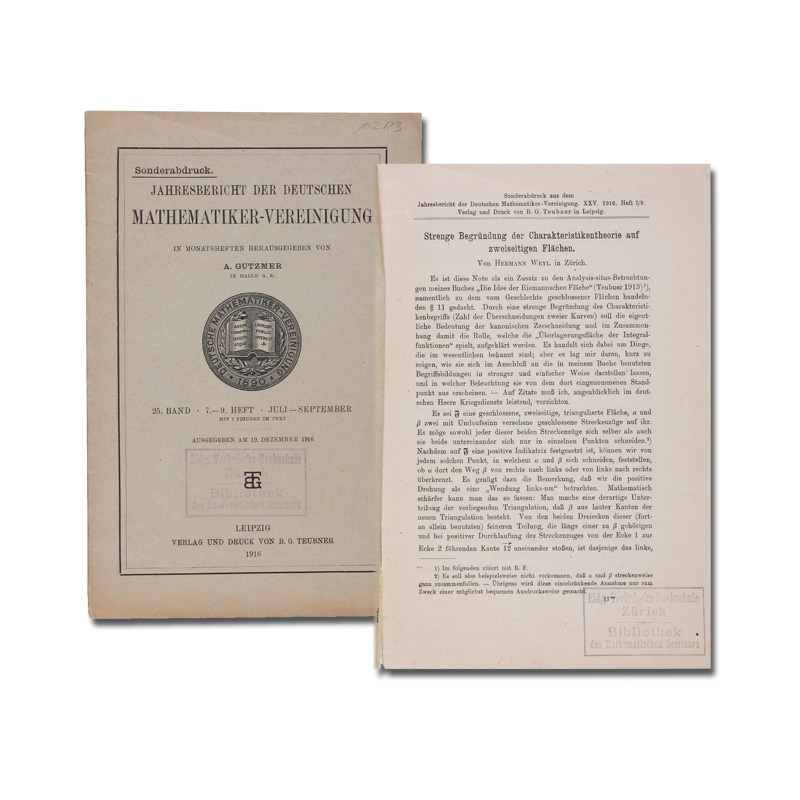 102123
Sonderabdruck.
JAHRESBERICHT DER DEUTSCHEN
MATHEMATIKER-VEREINIGUNG
IN MONATSHEFTEN HERAUSGEGEBEN VON
A. GUTZMER
IN HALLE A. S.
DEUTSCHE MATHEMATIKER-VEREINIGUNG
1890
25. BAND · 7.—9. HEFT · JULI—SEPTEMBER
MIT 7 FIGUREN IM TEXT
AUSGEGEBEN AM 19. DEZEMBER 1916
Eidg. Technische Hochschule
Zürich
Bibliothek
des Mathematischen Seminars
BGT
LEIPZIG
VERLAG UND DRUCK VON B. G. TEUBNER
1916
Sonderabdruck aus dem
Jahresbericht der Deutschen Mathematiker-Vereinigung. XXV. 1916. Heft 7/9.
Verlag und Druck von B. G. Teubner in Leipzig.
Strenge Begründung der Charakteristikentheorie auf
zweiseitigen Flächen.
Von Hermann Weyl in Zürich.
Es ist diese Note als ein Zusatz zu den Analysis-situs-Betrachtun-
gen meines Buches „Die Idee der Riemannschen Fläche“ (Teubner 1913)¹),
namentlich zu dem vom Geschlechte geschlossener Flächen handeln-
den § 11 gedacht. Durch eine strenge Begründung des Charakteristi-
kenbegriffs (Zahl der Überschneidungen zweier Kurven) soll die eigent-
liche Bedeutung der kanonischen Zerschneidung und im Zusammen-
hang damit die Rolle, welche die „Überlagerungsfläche der Integral-
funktionen“ spielt, aufgeklärt werden. Es handelt sich dabei um Dinge,
die im wesentlichen bekannt sind; aber es lag mir daran, kurz zu
zeigen, wie sie sich im Anschluß an die in meinem Buche benutzten
Begriffsbildungen in strenger und einfacher Weise darstellen lassen,
und in welcher Beleuchtung sie von dem dort eingenommenen Stand-
punkt aus erscheinen. — Auf Zitate muß ich, augenblicklich im deut-
schen Heere Kriegsdienste leistend, verzichten.
Es sei 𝔉 eine geschlossene, zweiseitige, triangulierte Fläche, α und
β zwei mit Umlaufssinn versehene geschlossene Streckenzüge auf ihr.
Es möge sowohl jeder dieser beiden Streckenzüge sich selber als auch
sie beide untereinander sich nur in einzelnen Punkten schneiden.²)
Nachdem auf 𝔉 eine positive Indikatrix festgesetzt ist, können wir von
jedem solchen Punkt, in welchem α und β sich schneiden, feststellen,
ob α dort den Weg β von rechts nach links oder von links nach rechts
überkreuzt. Es genügt dazu die Bemerkung, daß wir die positive
Drehung als eine „Wendung links-um“ betrachten. Mathematisch
schärfer kann man das so fassen: Man mache eine derartige Unter-
teilung der vorliegenden Triangulation, daß β aus lauter Kanten der
neuen Triangulation besteht. Von den beiden Dreiecken dieser (fort-
an allein benutzten) feineren Teilung, die längs einer zu β gehörigen
und bei positiver Durchlaufung des Streckenzuges von der Ecke 1 zur
Ecke 2 führenden Kante 12 aneinander stoßen, ist dasjenige das linke,
1) Im folgenden zitiert mit B. F.
2) Es soll also beispielsweise nicht vorkommen, daß α und β streckenweise
ganz zusammenfallen. — Übrigens wird diese einschränkende Annahme nur zum
Zweck einer möglichst bequemen Ausdrucksweise gemacht.
Eidg. Technische Hochschule
Zürich
Bibliothek
des Mathematischen Seminars